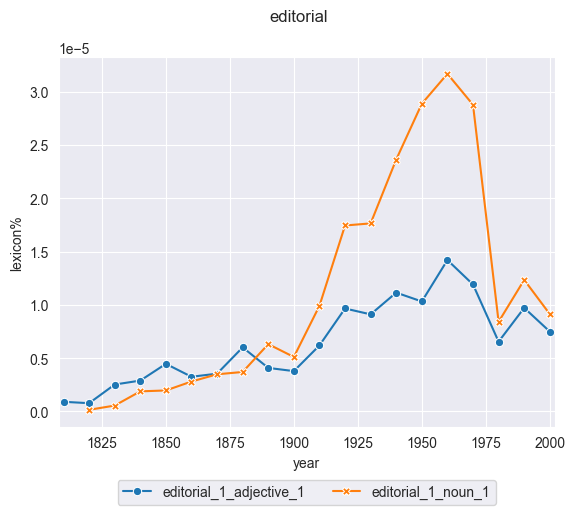 editorial
1e−5
3.0
2.5
2.0
1.5
1.0
0.5
0.0
lexicon%
1825 1850 1875 1900 1925 1950 1975 2000
year
editorial_1_adjective_1 editorial_1_noun_1